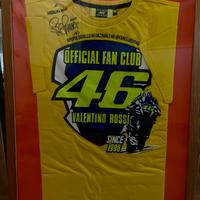 OFFICIAL FAN CLUB
46
VALENTINO ROSSI
SINCE
1996